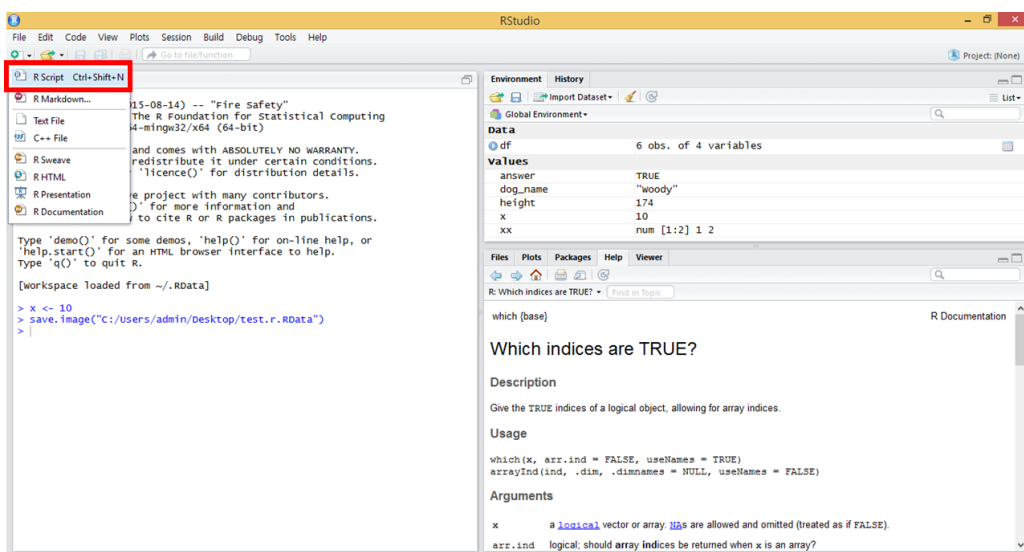 RStudio
File Edit Code View Plots Session Build Debug Tools Help
Go to file/function
Project: (None)
R Script Ctrl+Shift+N
R Markdown...
Text File
C++ File
R Sweave
R HTML
R Presentation
R Documentation
15-08-14) -- "Fire Safety"
The R Foundation for Statistical Computing
4-mingw32/x64 (64-bit)
and comes with ABSOLUTELY NO WARRANTY.
redistribute it under certain conditions.
'licence()' for distribution details.
e project with many contributors.
)' for more information and
to cite R or R packages in publications.
Type 'demo()' for some demos, 'help()' for on-line help, or
'help.start()' for an HTML browser interface to help.
Type 'q()' to quit R.
[workspace loaded from ~/.RData]
> x <- 10
> save.image("C:/Users/admin/Desktop/test.r.RData")
>
Environment History
Import Dataset
List
Global Environment
Data
df 6 obs. of 4 variables
values
answer TRUE
dog_name "woody"
height 174
x 10
xx num [1:2] 1 2
Files Plots Packages Help Viewer
R: Which indices are TRUE? Find in Topic
which {base} R Documentation
Which indices are TRUE?
Description
Give the TRUE indices of a logical object, allowing for array indices.
Usage
which(x, arr.ind = FALSE, useNames = TRUE)
arrayInd(ind, .dim, .dimnames = NULL, useNames = FALSE)
Arguments
x a logical vector or array. NAs are allowed and omitted (treated as if FALSE).
arr.ind logical; should array indices be returned when x is an array?